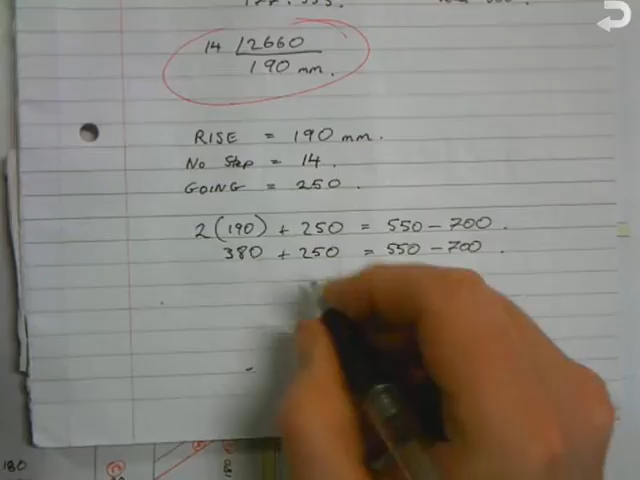 14 2660
190 mm.
RISE = 190 mm.
No Step = 14.
GOING = 250.
2(190) + 250 = 550 - 700.
380 + 250 = 550 - 700.
180